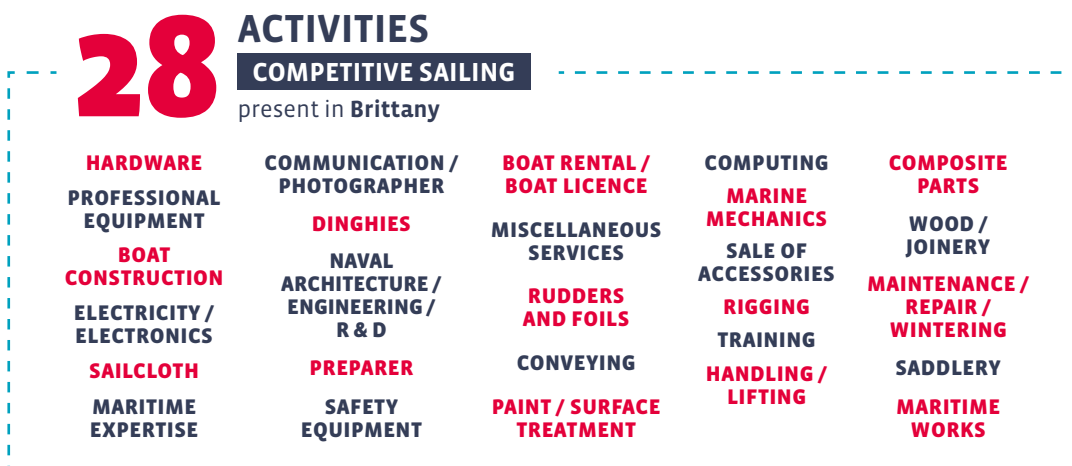 28
ACTIVITIES
COMPETITIVE SAILING
present in Brittany
HARDWARE
PROFESSIONAL
EQUIPMENT
BOAT
CONSTRUCTION
ELECTRICITY /
ELECTRONICS
SAILCLOTH
MARITIME
EXPERTISE
COMMUNICATION /
PHOTOGRAPHER
DINGHIES
NAVAL
ARCHITECTURE /
ENGINEERING /
R & D
PREPARER
SAFETY
EQUIPMENT
BOAT RENTAL /
BOAT LICENCE
MISCELLANEOUS
SERVICES
RUDDERS
AND FOILS
CONVEYING
PAINT / SURFACE
TREATMENT
COMPUTING
MARINE
MECHANICS
SALE OF
ACCESSORIES
RIGGING
TRAINING
HANDLING /
LIFTING
COMPOSITE
PARTS
WOOD /
JOINERY
MAINTENANCE /
REPAIR /
WINTERING
SADDLERY
MARITIME
WORKS